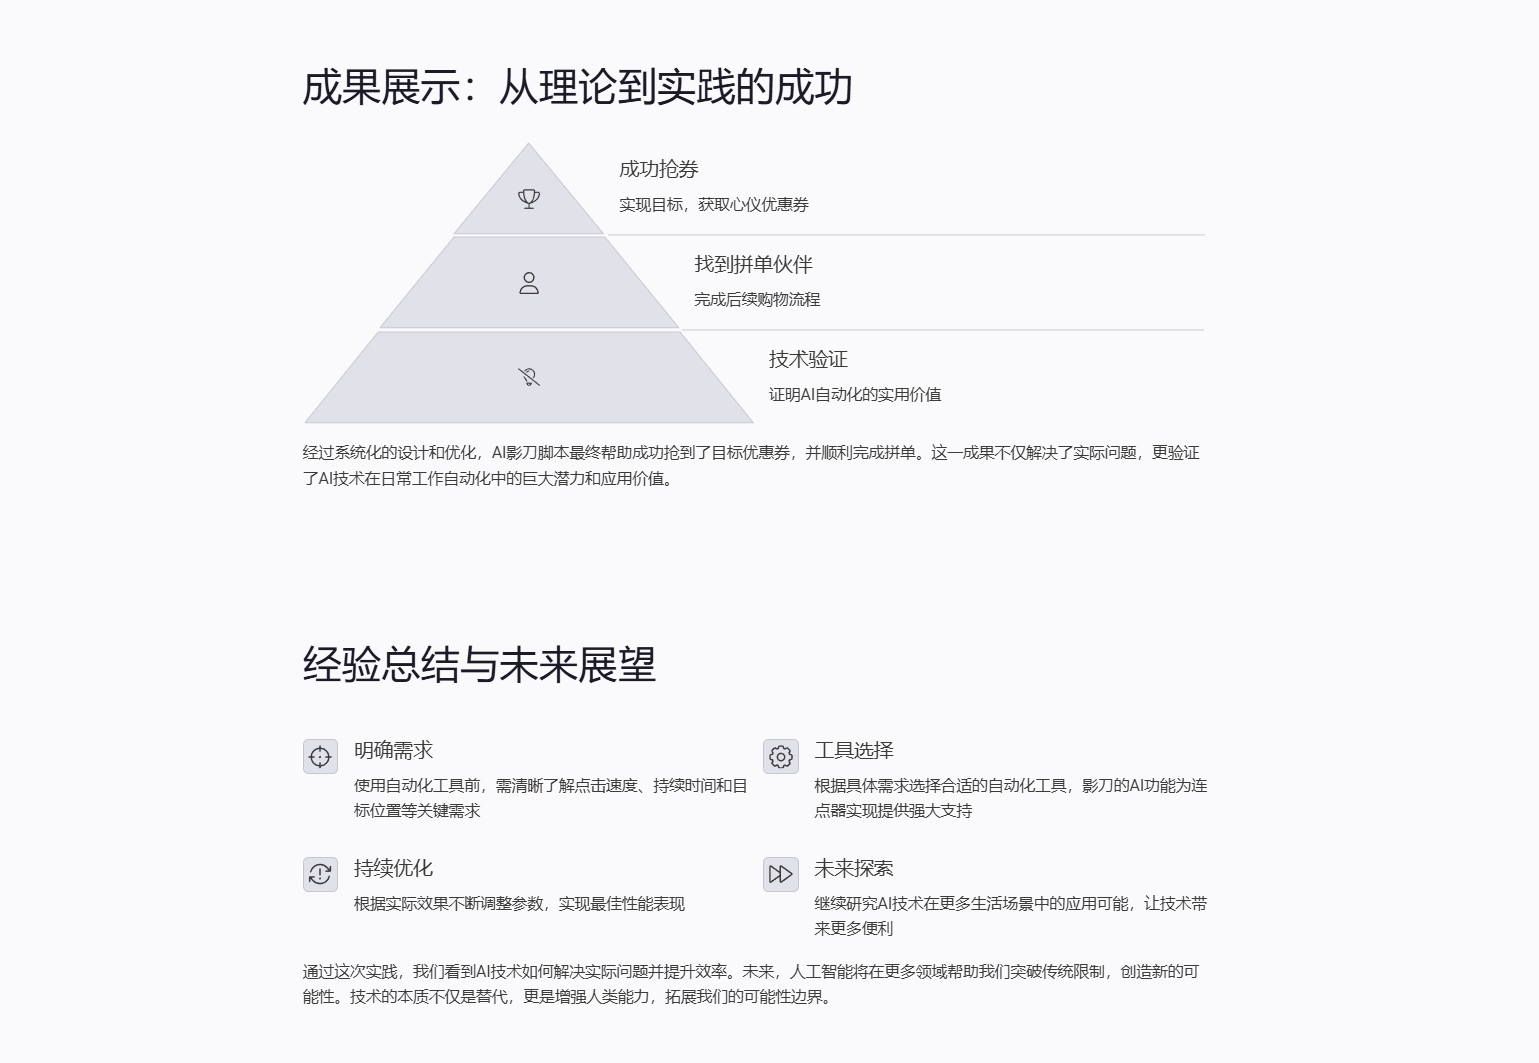 成果展示：从理论到实践的成功
成功抢券
实现目标，获取心仪优惠券
找到拼单伙伴
完成后续购物流程
技术验证
证明AI自动化的实用价值
经过系统化的设计和优化，AI影刀脚本最终帮助成功抢到了目标优惠券，并顺利完成拼单。这一成果不仅解决了实际问题，更验证
了AI技术在日常工作自动化中的巨大潜力和应用价值。
经验总结与未来展望
明确需求
使用自动化工具前，需清晰了解点击速度、持续时间和目
标位置等关键需求
工具选择
根据具体需求选择合适的自动化工具，影刀的AI功能为连
点器实现提供强大支持
持续优化
根据实际效果不断调整参数，实现最佳性能表现
未来探索
继续研究AI技术在更多生活场景中的应用可能，让技术带
来更多便利
通过这次实践，我们看到AI技术如何解决实际问题并提升效率。未来，人工智能将在更多领域帮助我们突破传统限制，创造新的可
能性。技术的本质不仅是替代，更是增强人类能力，拓展我们的可能性边界。